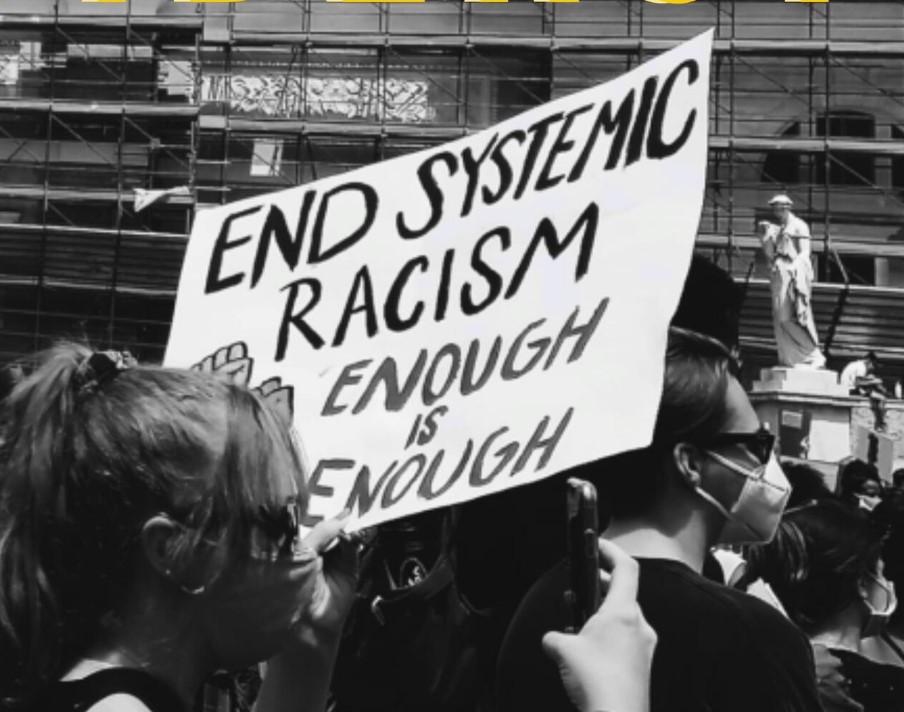 END SYSTEMIC
RACISM
ENOUGH
IS
ENOUGH